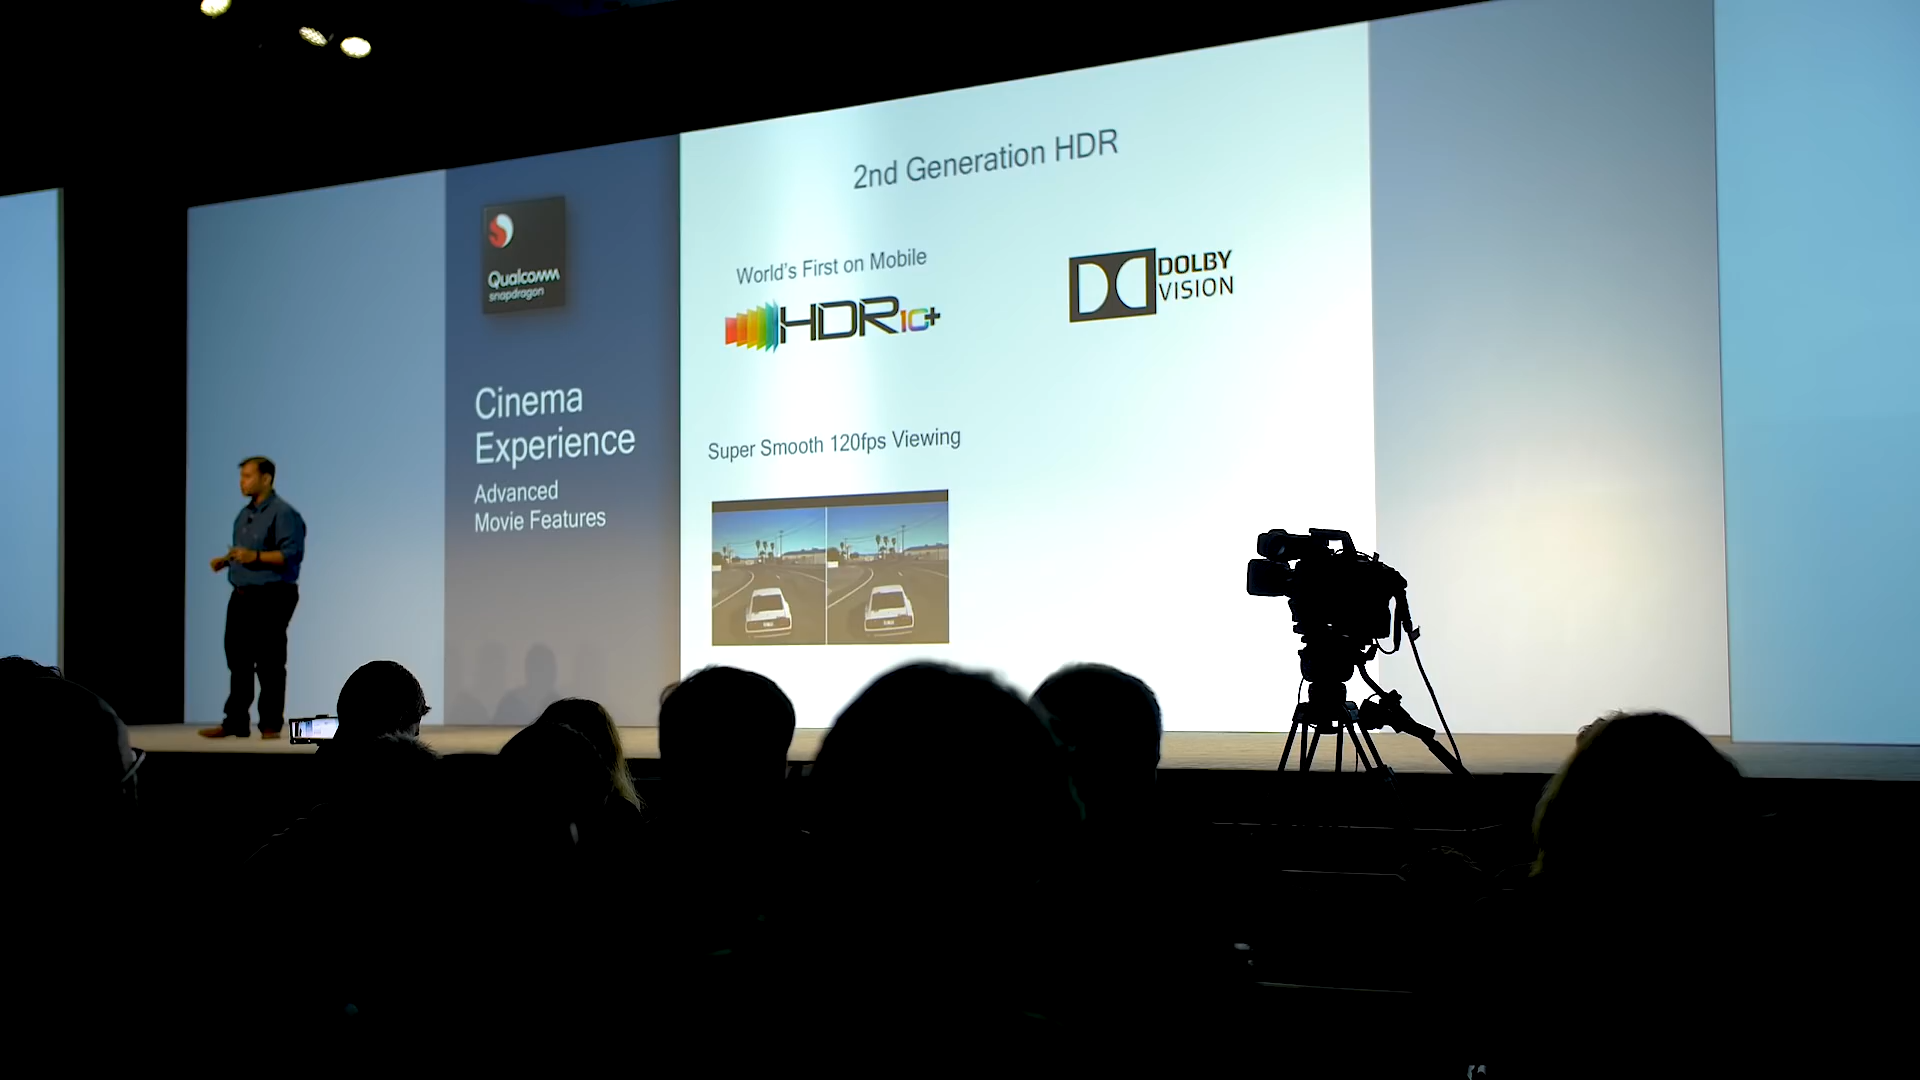 Qualcomm
snapdragon
Cinema
Experience
Advanced
Movie Features
2nd Generation HDR
World's First on Mobile
HDR10+
DOLBY
VISION
Super Smooth 120fps Viewing